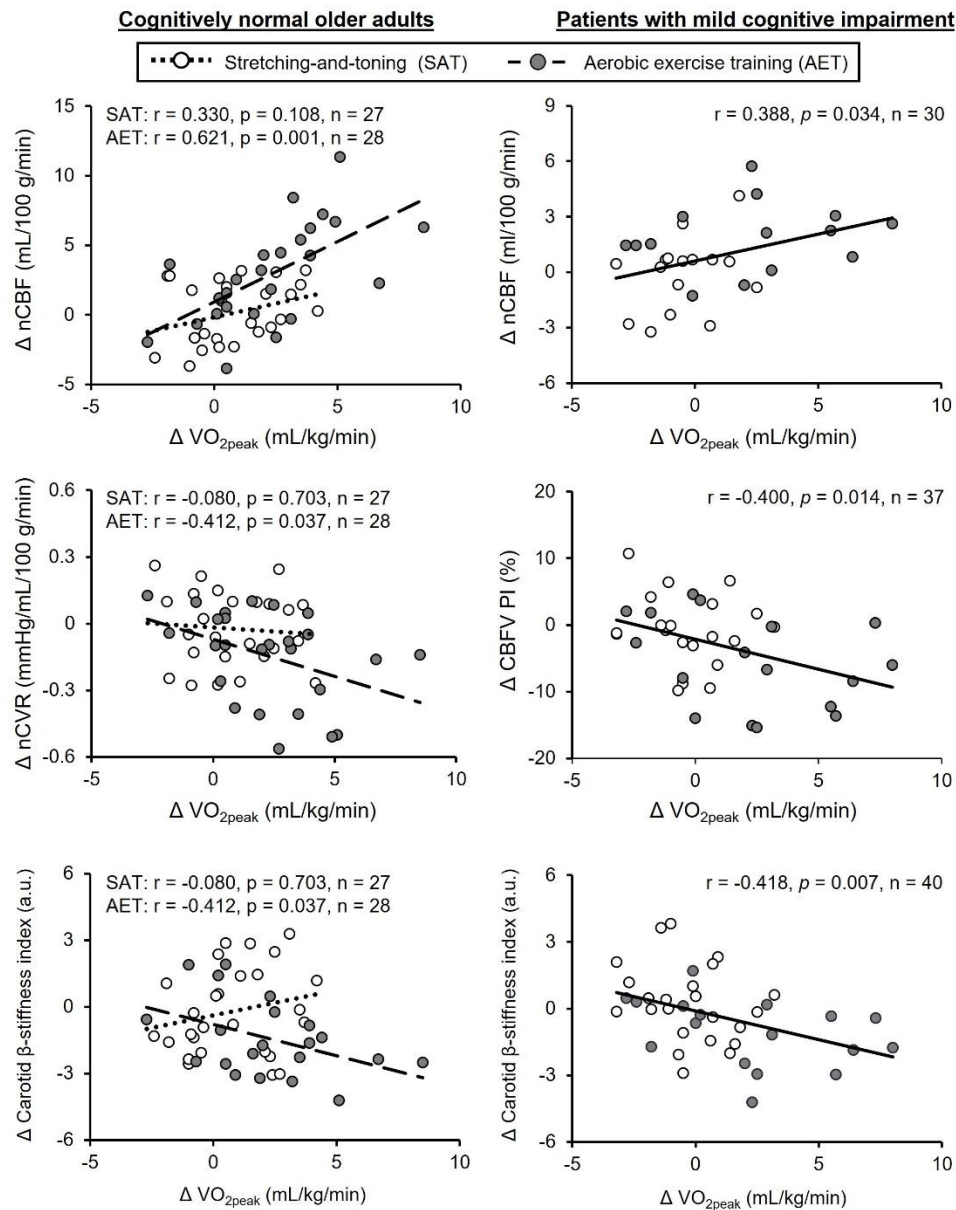 Cognitively normal older adults
Patients with mild cognitive impairment
Stretching-and-toning (SAT)
Aerobic exercise training (AET)
Δ nCBF (mL/100 g/min)
15
10
5
0
-5
SAT: r = 0.330, p = 0.108, n = 27
AET: r = 0.621, p = 0.001, n = 28
-5 0 5 10
Δ VO2peak (mL/kg/min)
Δ nCBF (ml/100 g/min)
9
6
3
0
-3
-6
r = 0.388, p = 0.034, n = 30
-5 0 5 10
Δ VO2peak (mL/kg/min)
Δ nCVR (mmHg/mL/100 g/min)
0.6
0.3
0.0
-0.3
-0.6
SAT: r = -0.080, p = 0.703, n = 27
AET: r = -0.412, p = 0.037, n = 28
-5 0 5 10
Δ VO2peak (mL/kg/min)
Δ CBFV PI (%)
20
10
0
-10
-20
r = -0.400, p = 0.014, n = 37
-5 0 5 10
Δ VO2peak (mL/kg/min)
Δ Carotid β-stiffness index (a.u.)
6
3
0
-3
-6
SAT: r = -0.080, p = 0.703, n = 27
AET: r = -0.412, p = 0.037, n = 28
-5 0 5 10
Δ VO2peak (mL/kg/min)
Δ Carotid β-stiffness index (a.u.)
6
3
0
-3
-6
r = -0.418, p = 0.007, n = 40
-5 0 5 10
Δ VO2peak (mL/kg/min)